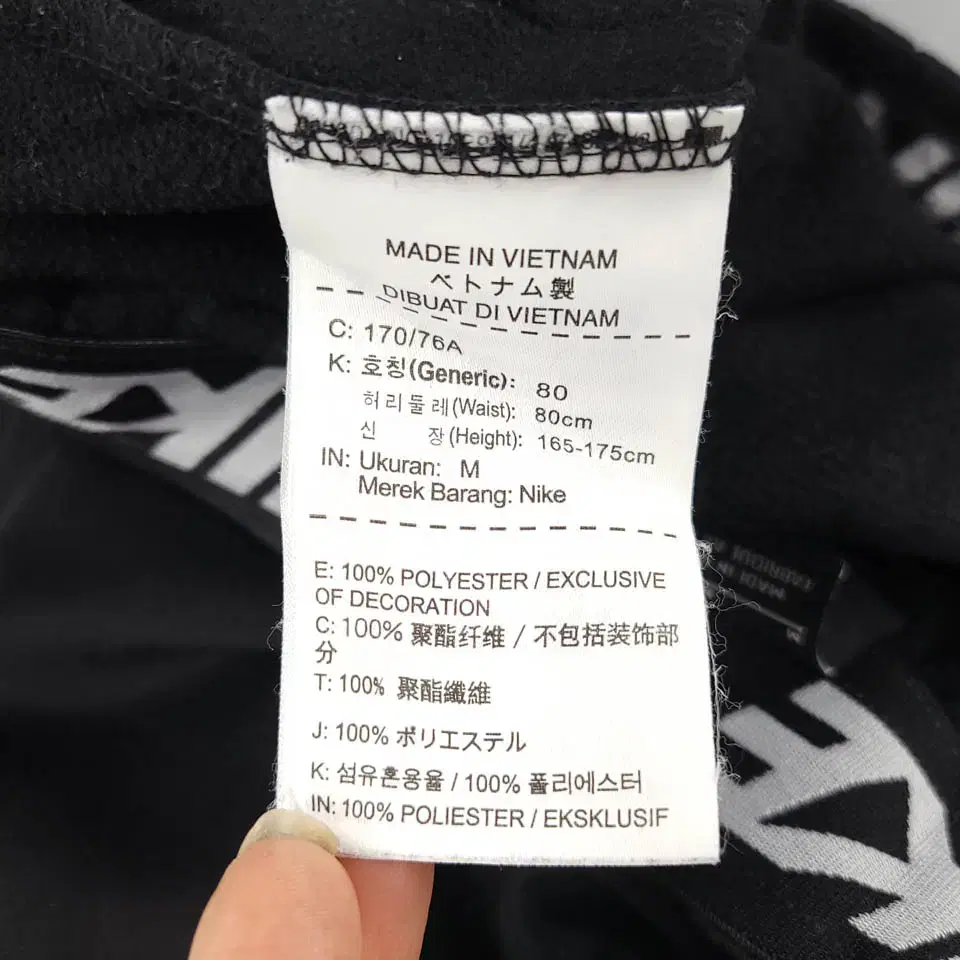 MADE IN VIETNAM
ベトナム製
DIBUAT DI VIETNAM
C: 170/76A
K: 호칭(Generic): 80
허리둘레(Waist): 80cm
신 장(Height): 165-175cm
IN: Ukuran: M
Merek Barang: Nike
E: 100% POLYESTER / EXCLUSIVE
OF DECORATION
C: 100% 聚酯纤维 / 不包括装饰部
分
T: 100% 聚酯纖維
J: 100% ポリエステル
K: 섬유혼용율 / 100% 폴리에스터
IN: 100% POLIESTER / EKSKLUSIF